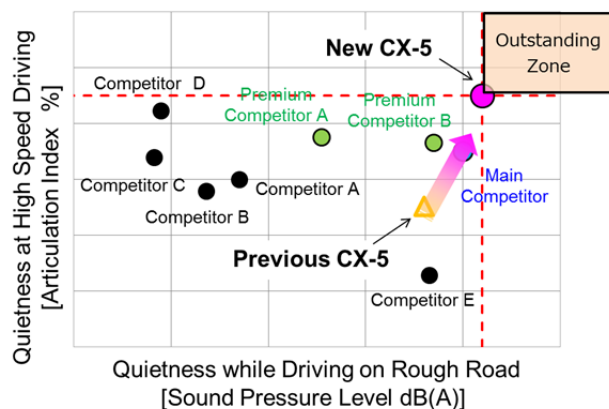 Outstanding
Zone
New CX-5
Competitor D
Premium
Competitor A
Premium
Competitor B
Competitor C
Competitor A
Competitor B
Main
Competitor
Previous CX-5
Competitor E
Quietness at High Speed Driving
[Articulation Index %]
Quietness while Driving on Rough Road
[Sound Pressure Level dB(A)]